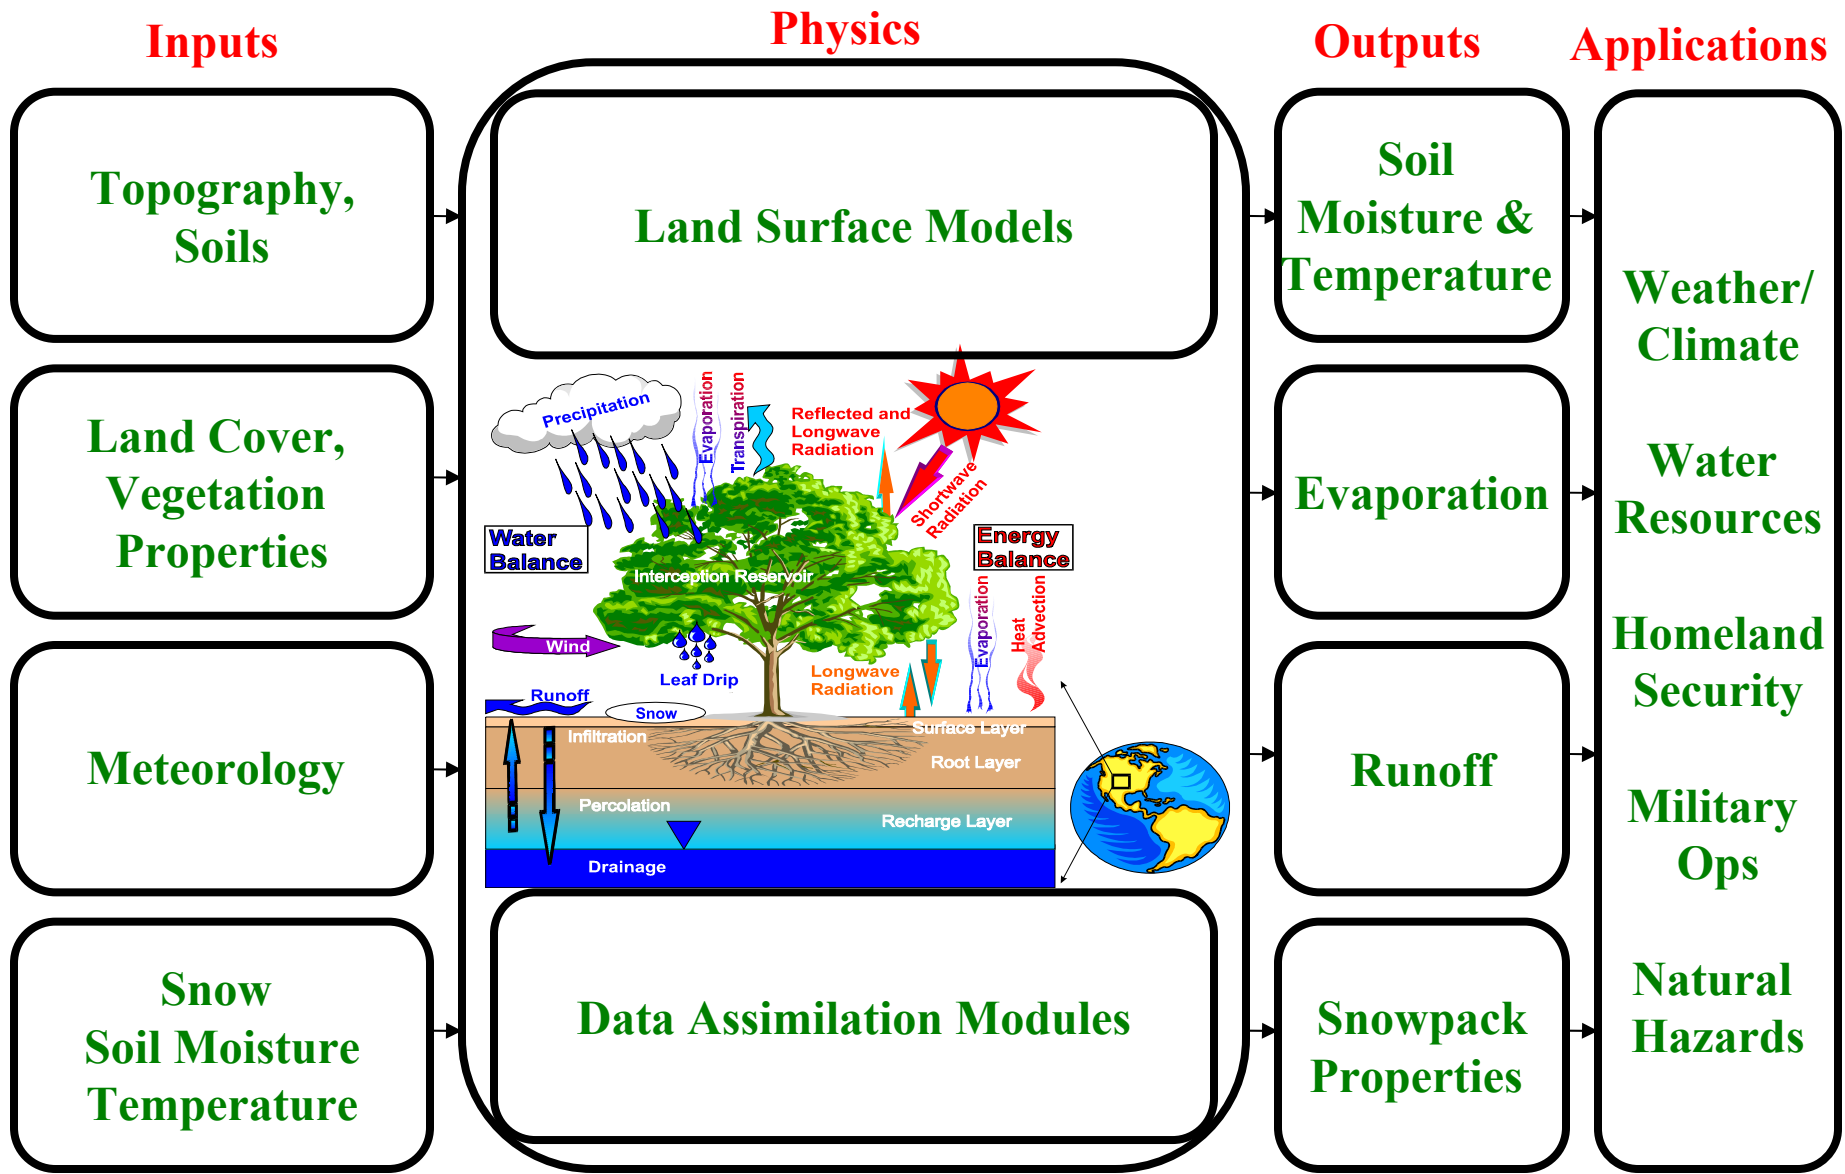 Inputs
Physics
Outputs
Applications
Topography,
Soils
Land Cover,
Vegetation
Properties
Meteorology
Snow
Soil Moisture
Temperature
Land Surface Models
Precipitation
Evaporation
Transpiration
Reflected and
Longwave
Radiation
Shortwave
Radiation
Water
Balance
Energy
Balance
Interception Reservoir
Evaporation
Heat
Advection
Wind
Leaf Drip
Longwave
Radiation
Runoff
Snow
Surface Layer
Infiltration
Root Layer
Percolation
Recharge Layer
Drainage
Data Assimilation Modules
Soil
Moisture &
Temperature
Evaporation
Runoff
Snowpack
Properties
Weather/
Climate
Water
Resources
Homeland
Security
Military
Ops
Natural
Hazards